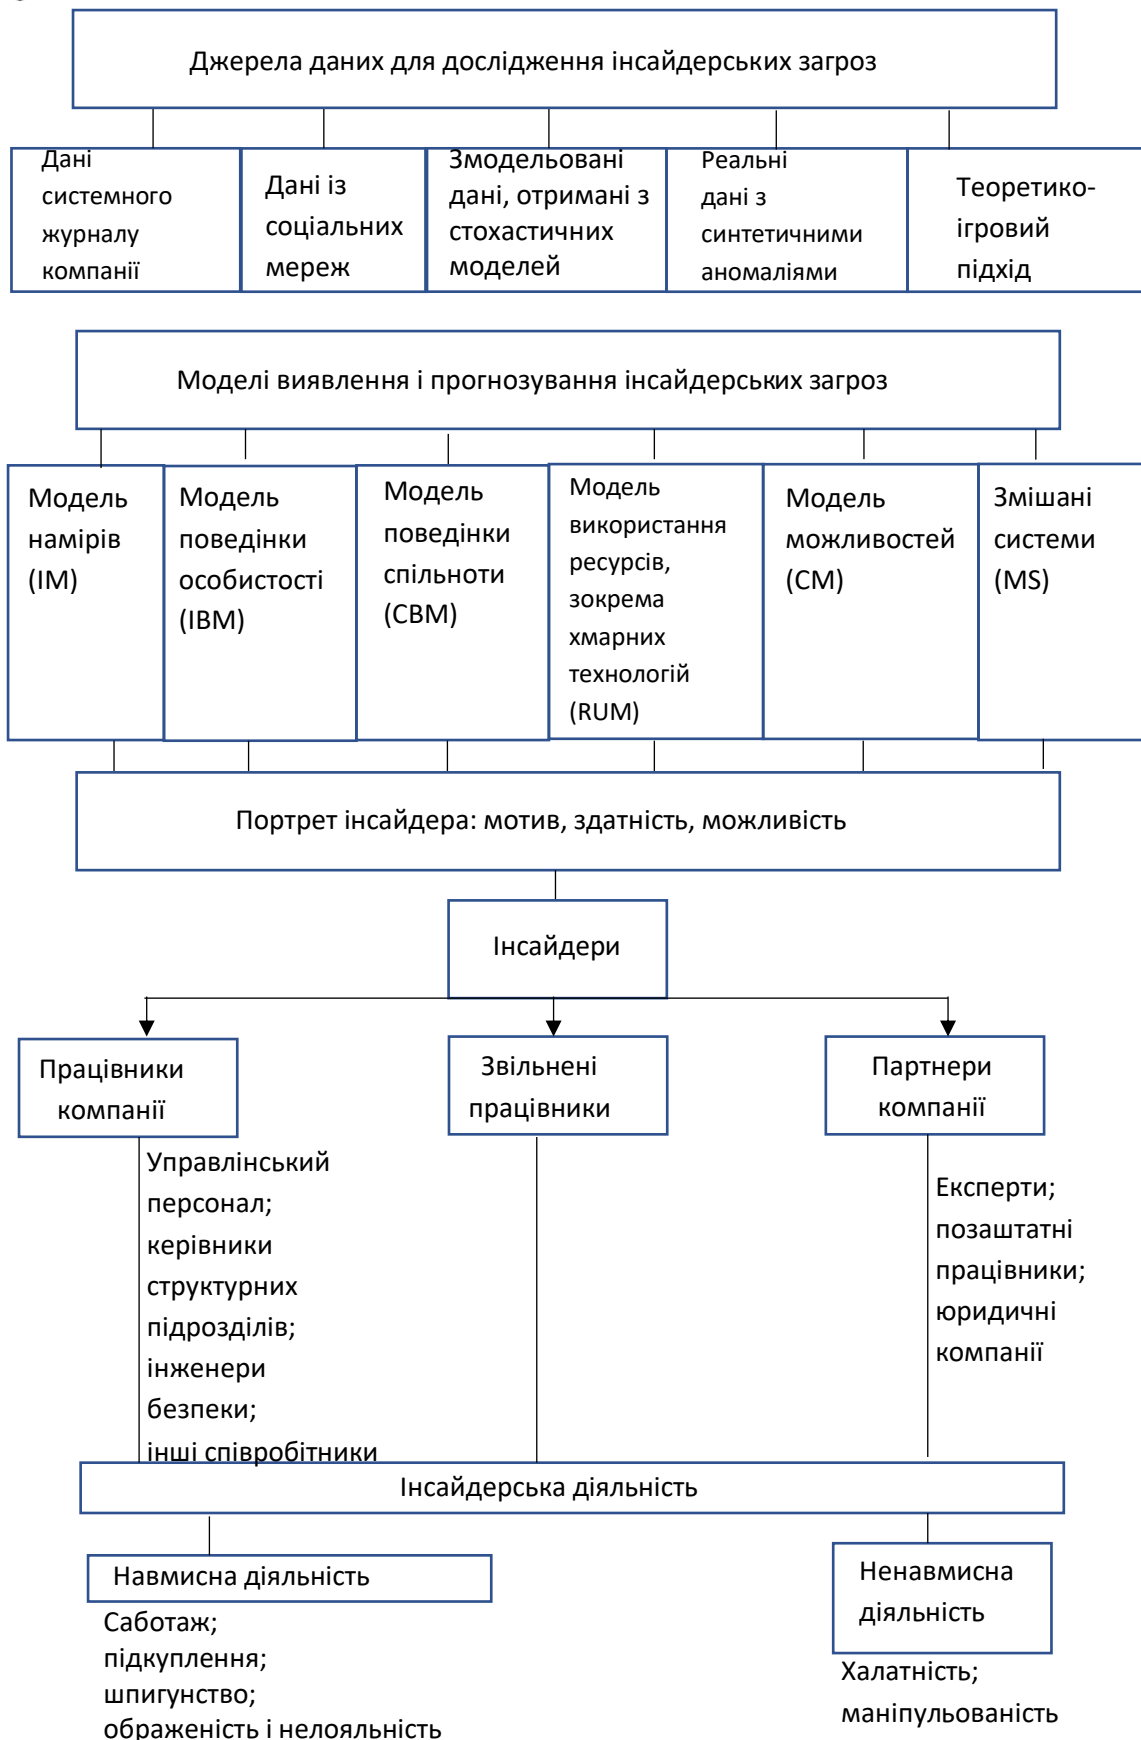 Джерела даних для дослідження інсайдерських загроз
Дані
системного
журналу
компанії
Дані із
соціальних
мереж
Змодельовані
дані, отримані з
стохастичних
моделей
Реальні
дані з
синтетичними
аномаліями
Теоретико-
ігровий
підхід
Моделі виявлення і прогнозування інсайдерських загроз
Модель
намірів
(IM)
Модель
поведінки
особистості
(IBM)
Модель
поведінки
спільноти
(CBM)
Модель
використання
ресурсів,
зокрема
хмарних
технологій
(RUM)
Модель
можливостей
(CM)
Змішані
системи
(MS)
Портрет інсайдера: мотив, здатність, можливість
Інсайдери
Працівники
компанії
Звільнені
працівники
Партнери
компанії
Управлінський
персонал;
керівники
структурних
підрозділів;
інженери
безпеки;
інші співробітники
Експерти;
позаштатні
працівники;
юридичні
компанії
Інсайдерська діяльність
Навмисна діяльність
Саботаж;
підкуплення;
шпигунство;
ображеність і нелояльність
Ненавмисна
діяльність
Халатність;
маніпульованість